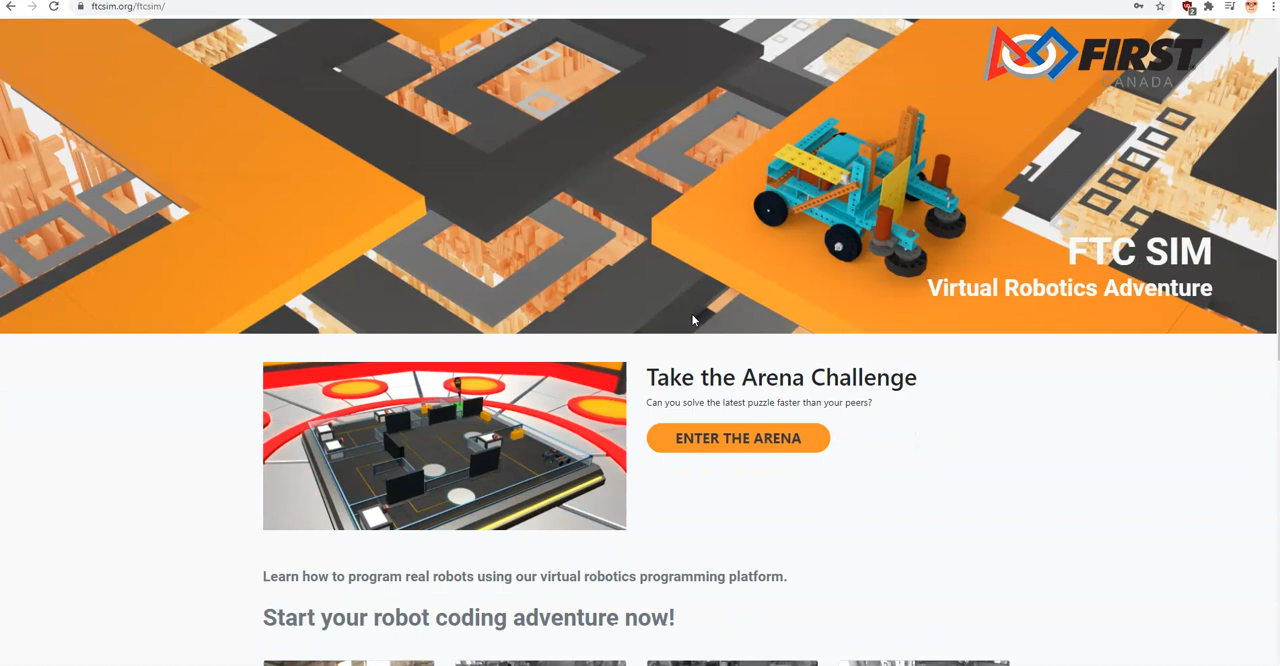 ftcsim.org/ftcsim/
FIRST
CANADA
FTC SIM
Virtual Robotics Adventure
Take the Arena Challenge
Can you solve the latest puzzle faster than your peers?
ENTER THE ARENA
Learn how to program real robots using our virtual robotics programming platform.
Start your robot coding adventure now!